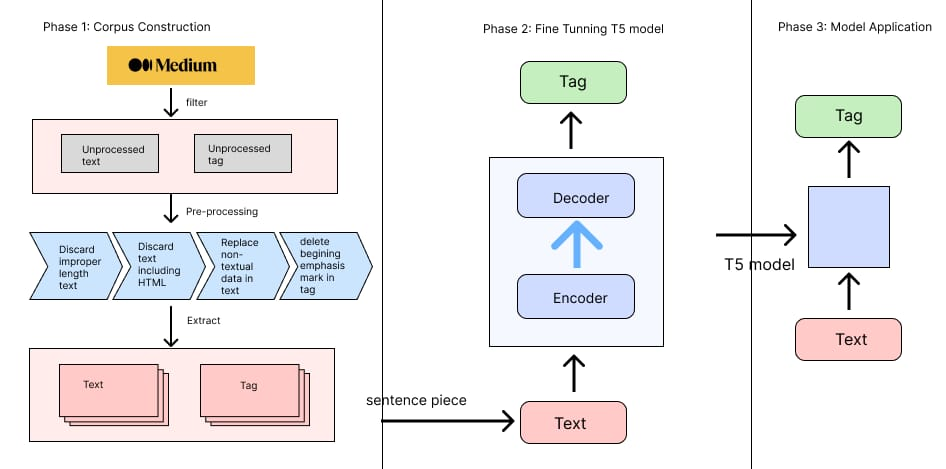 Phase 1: Corpus Construction
Medium
filter
Unprocessed
text
Unprocessed
tag
Pre-processing
Discard
improper
length
text
Discard
text
including
HTML
Replace
non-
textual
data in
text
delete
begining
emphasis
mark in
tag
Extract
Text
Tag
sentence piece
Phase 2: Fine Tunning T5 model
Tag
Decoder
Encoder
Text
Phase 3: Model Application
Tag
T5 model
Text